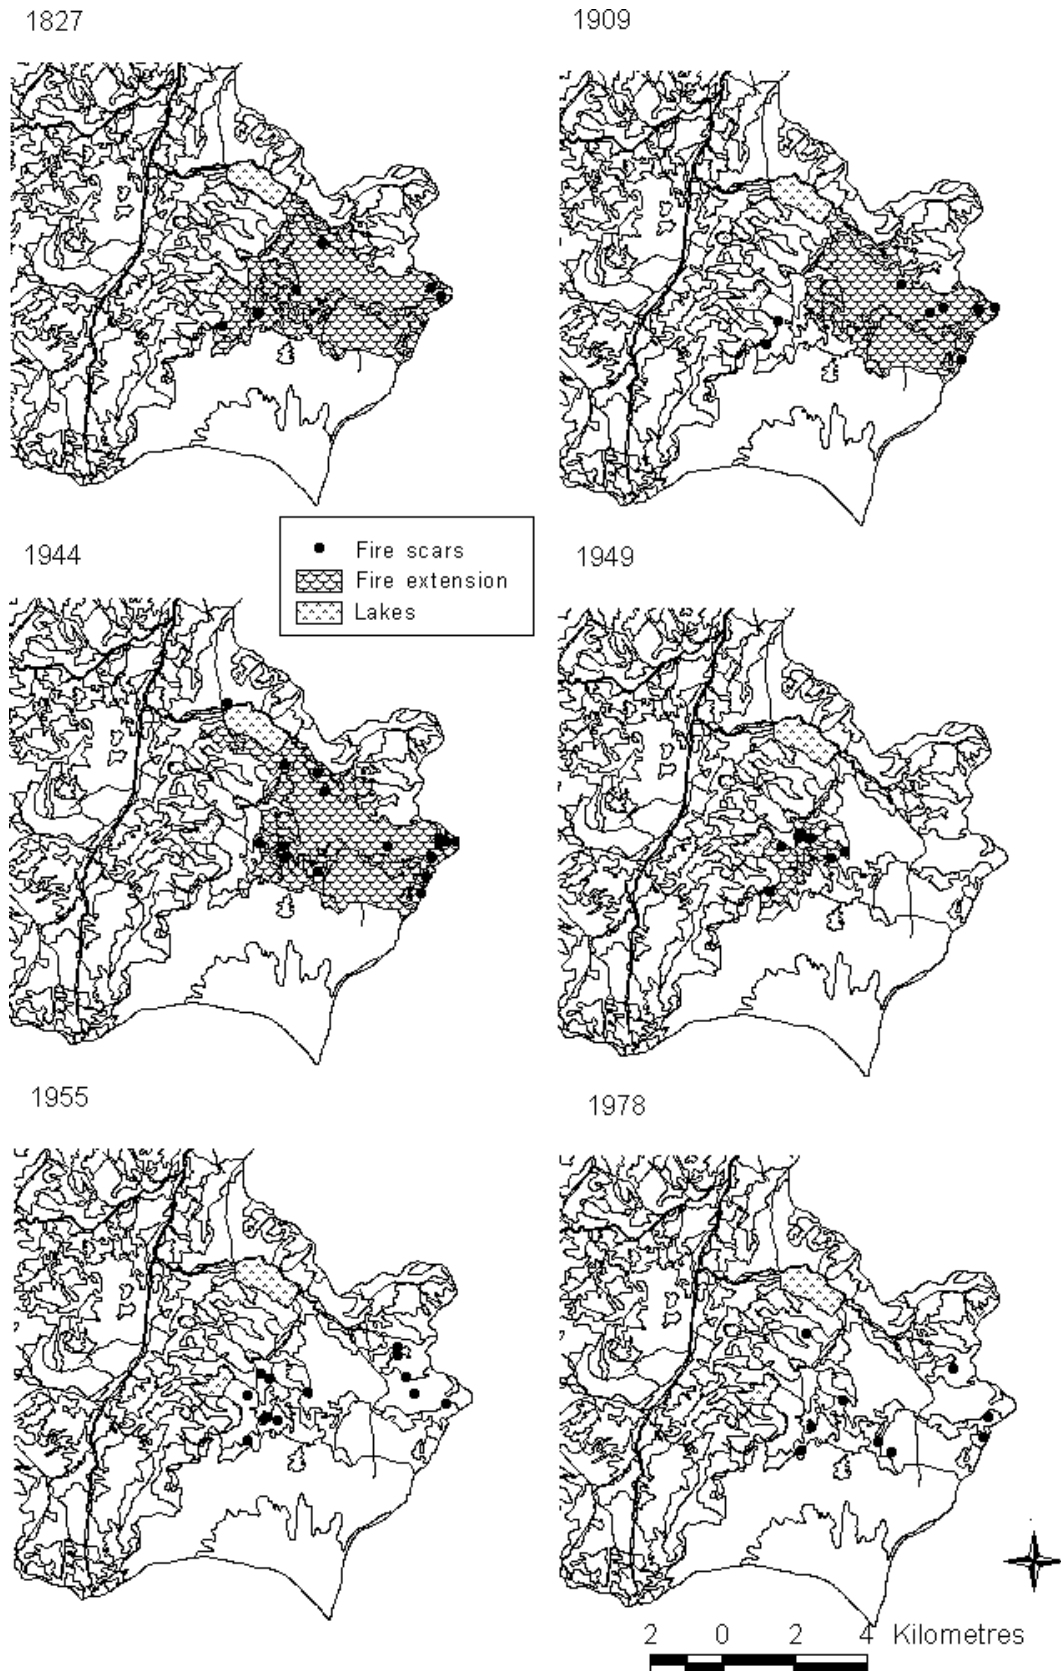 1827
1909
1944
Fire scars
Fire extension
Lakes
1949
1955
1978
2 0 2 4 Kilometres